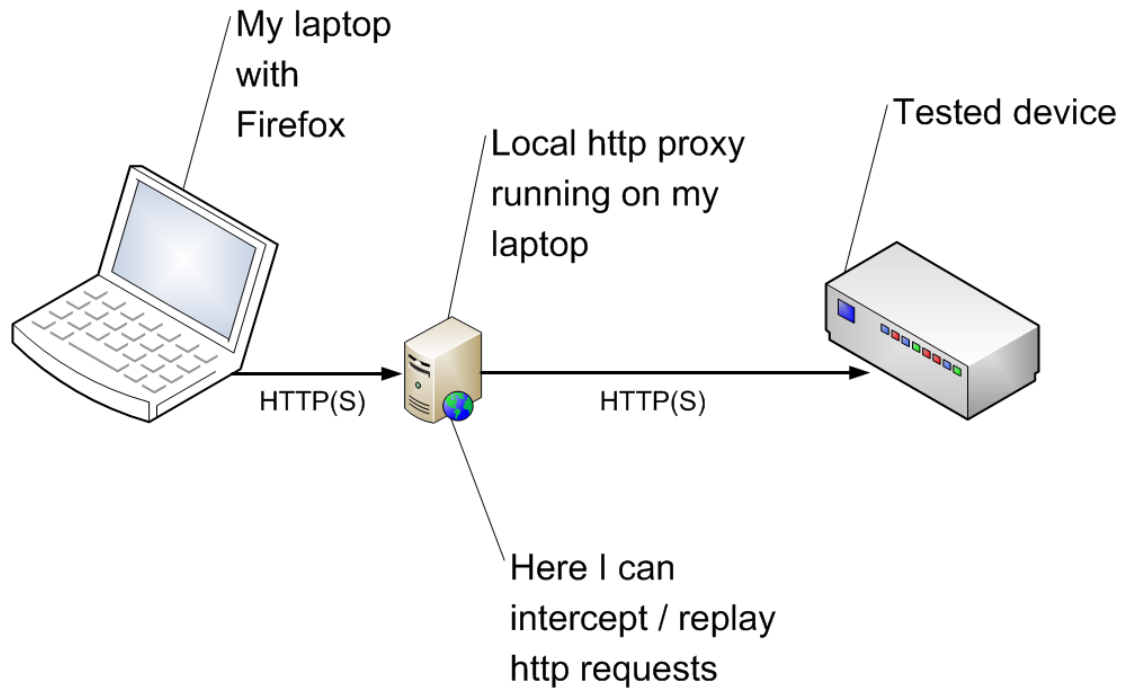 My laptop
with
Firefox
Local http proxy
running on my
laptop
Tested device
HTTP(S)
HTTP(S)
Here I can
intercept / replay
http requests